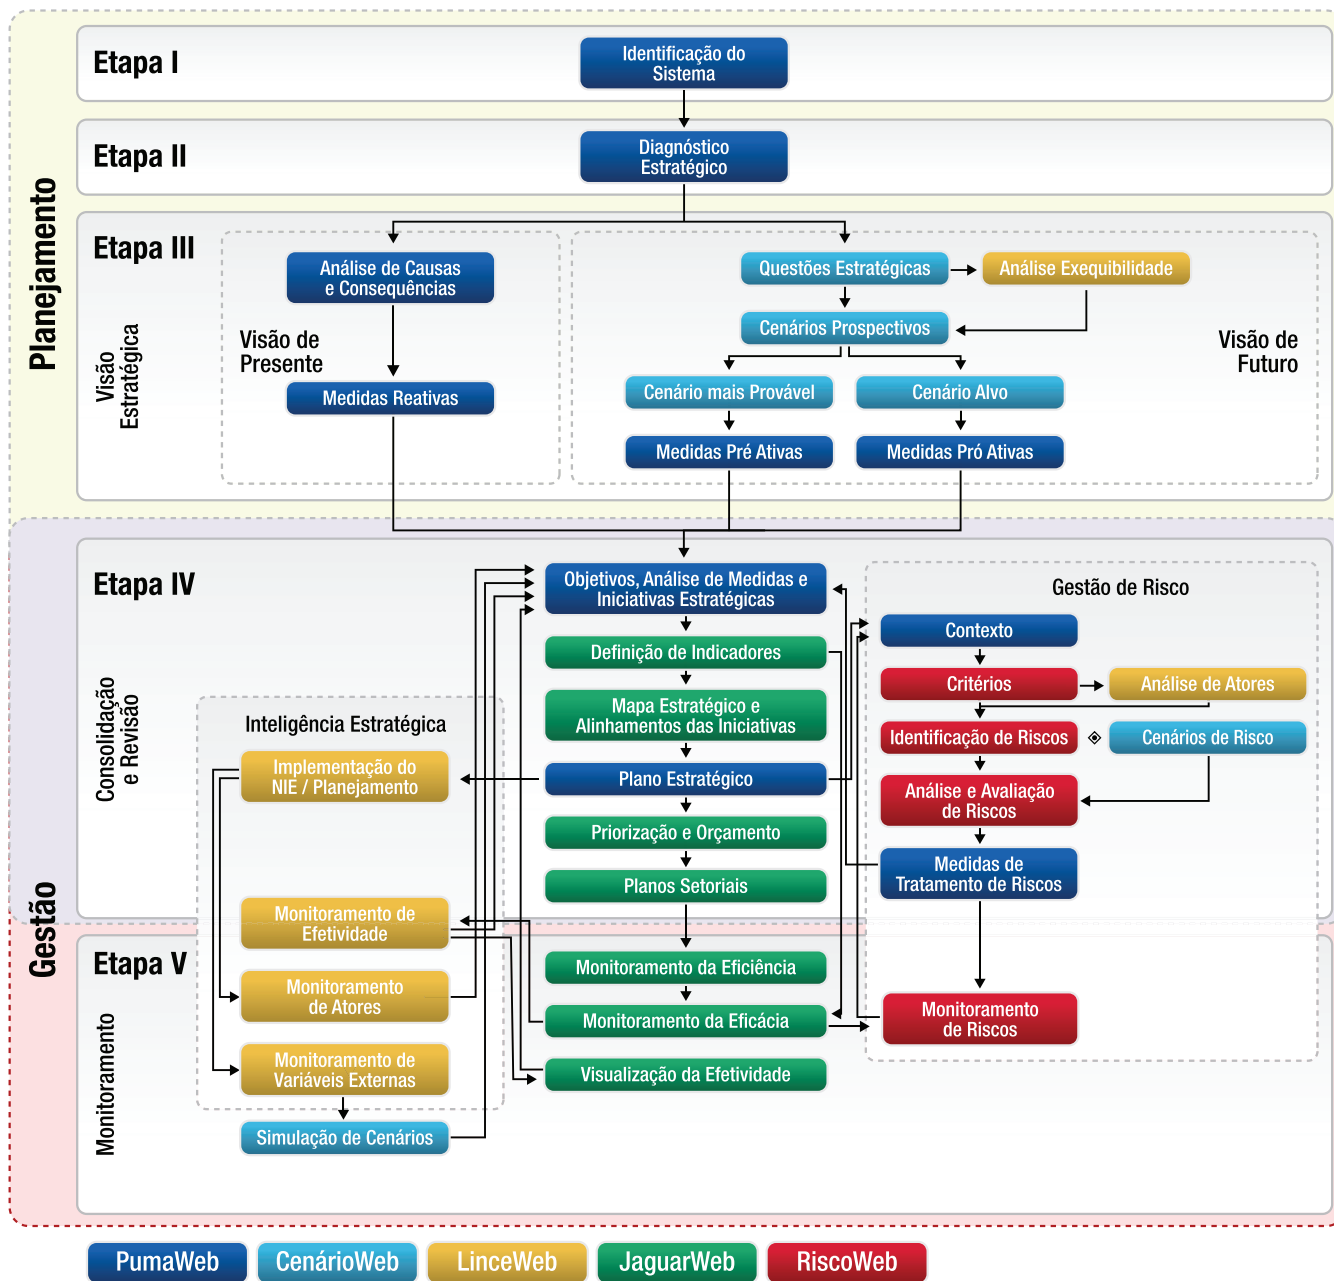 Planejamento
Etapa I
Identificação do
Sistema
Etapa II
Diagnóstico
Estratégico
Etapa III
Visão
Estratégica
Análise de Causas
e Consequências
Visão de
Presente
Medidas Reativas
Questões Estratégicas
Análise Exequibilidade
Cenários Prospectivos
Visão de
Futuro
Cenário mais Provável
Cenário Alvo
Medidas Pré Ativas
Medidas Pró Ativas
Gestão
Etapa IV
Consolidação
e Revisão
Objetivos, Análise de Medidas e
Iniciativas Estratégicas
Definição de Indicadores
Mapa Estratégico e
Alinhamentos das Iniciativas
Plano Estratégico
Priorização e Orçamento
Planos Setoriais
Inteligência Estratégica
Implementação do
NIE / Planejamento
Monitoramento de
Efetividade
Gestão de Risco
Contexto
Critérios
Análise de Atores
Identificação de Riscos
Cenários de Risco
Análise e Avaliação
de Riscos
Medidas de
Tratamento de Riscos
Etapa V
Monitoramento
Monitoramento
de Atores
Monitoramento de
Variáveis Externas
Simulação de Cenários
Monitoramento da Eficiência
Monitoramento da Eficácia
Visualização da Efetividade
Monitoramento
de Riscos
PumaWeb
CenárioWeb
LinceWeb
JaguarWeb
RiscoWeb